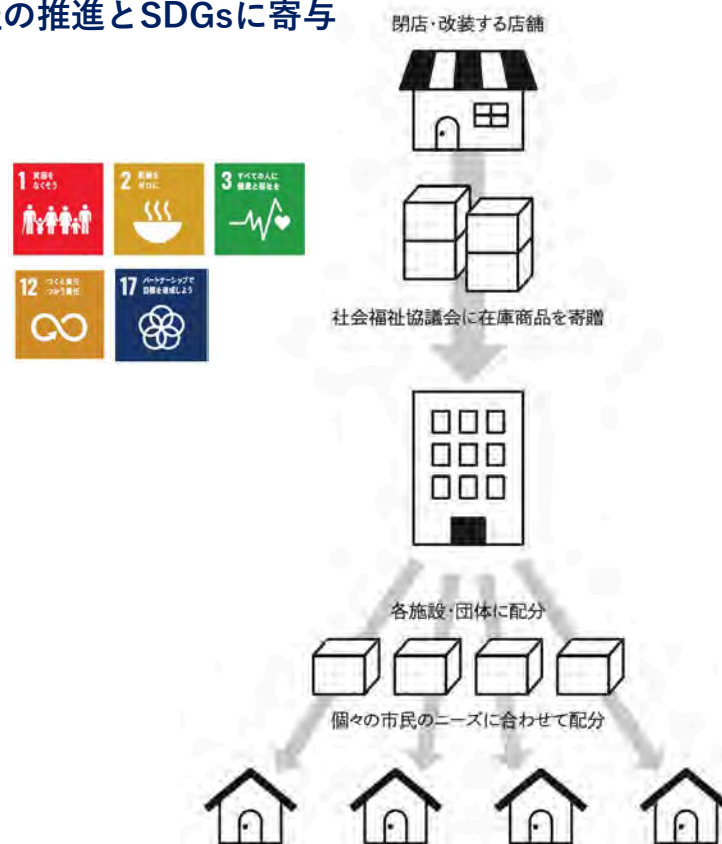 の推進とSDGsに寄与
閉店・改装する店舗
1 貧困を
なくそう
2 飢餓を
ゼロに
3 すべての人に
健康と福祉を
社会福祉協議会に在庫商品を寄贈
12 つくる責任
つかう責任
17 パートナーシップで
目標を達成しよう
各施設・団体に配分
個々の市民のニーズに合わせて配分